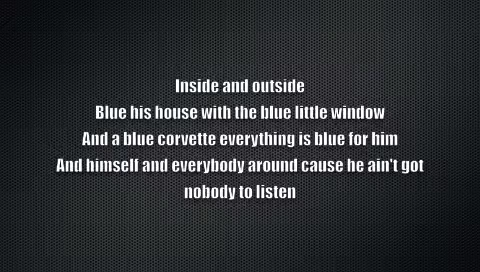 Inside and outside
Blue his house with the blue little window
And a blue corvette everything is blue for him
And himself and everybody around cause he ain't got
nobody to listen